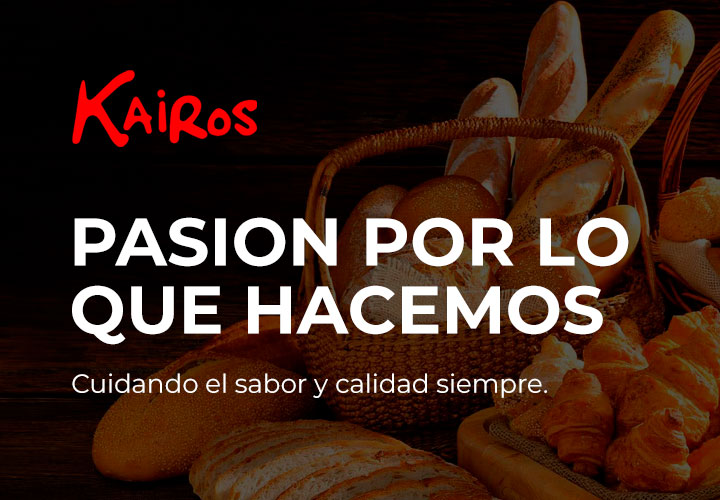 KAiRoS
PASION POR LO
QUE HACEMOS
Cuidando el sabor y calidad siempre.